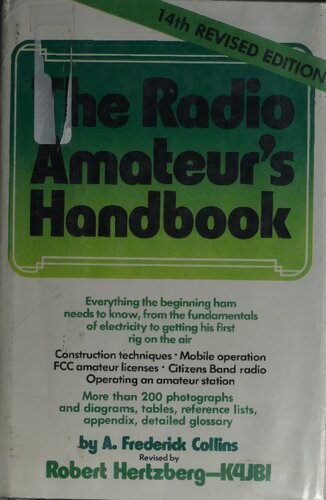 14th REVISED EDITION
The Radio
Amateur's
Handbook
Everything the beginning ham
needs to know, from the fundamentals
of electricity to getting his first
rig on the air
Construction techniques · Mobile operation
FCC amateur licenses · Citizens Band radio
Operating an amateur station
More than 200 photographs
and diagrams, tables, reference lists,
appendix, detailed glossary
by A. Frederick Collins
Revised by
Robert Hertzberg—K4JBI